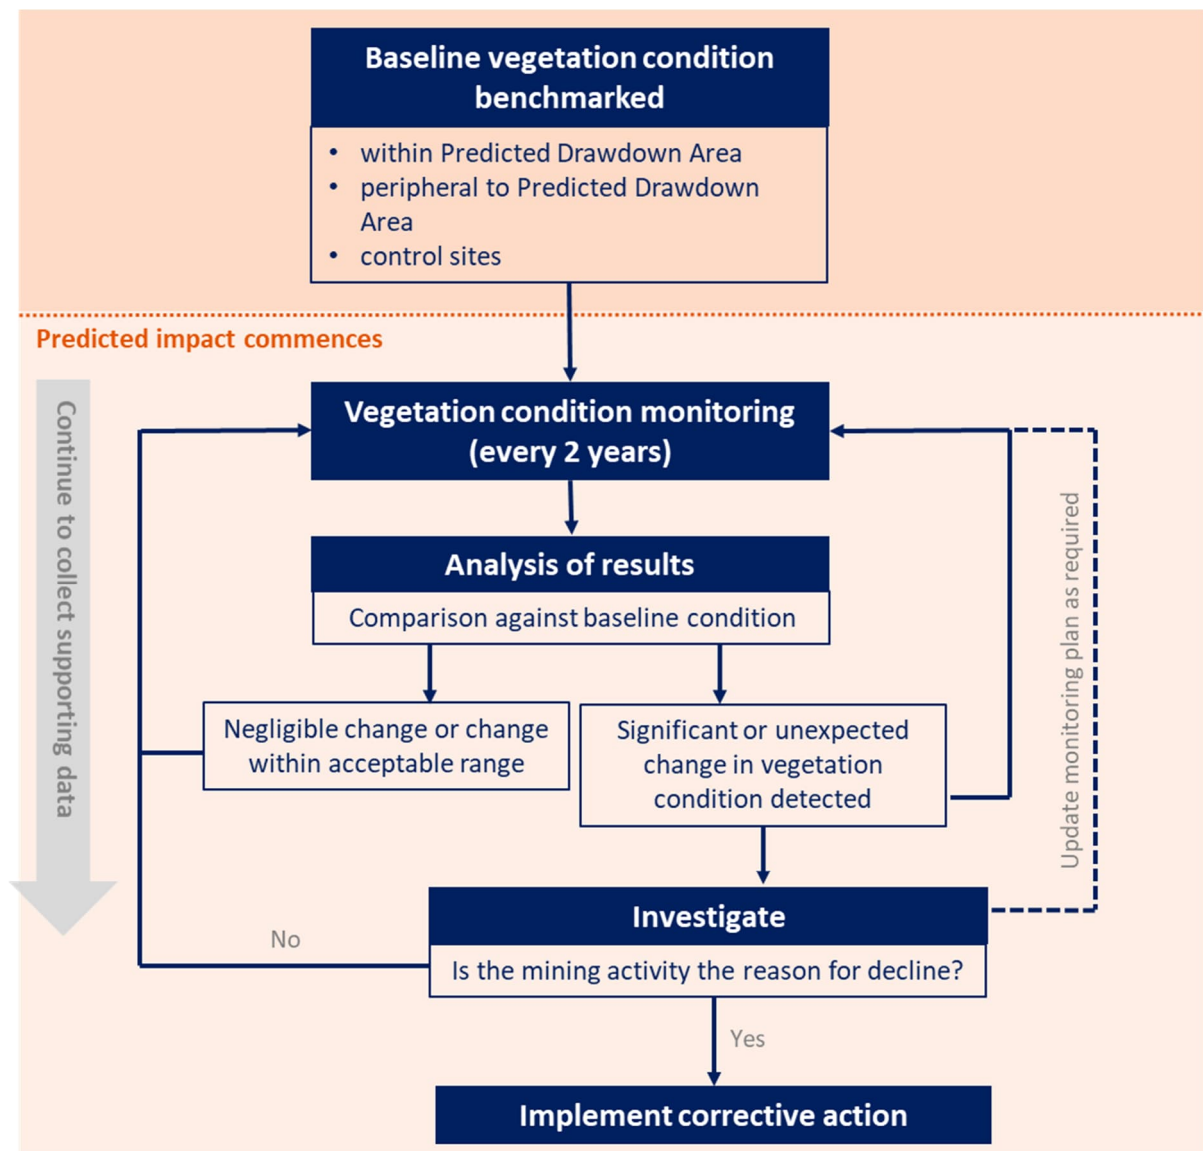 Baseline vegetation condition
benchmarked
• within Predicted Drawdown Area
• peripheral to Predicted Drawdown
Area
• control sites
Predicted impact commences
Continue to collect supporting data
Vegetation condition monitoring
(every 2 years)
Analysis of results
Comparison against baseline condition
Negligible change or change
within acceptable range
Significant or unexpected
change in vegetation
condition detected
Update monitoring plan as required
Investigate
Is the mining activity the reason for decline?
No
Yes
Implement corrective action